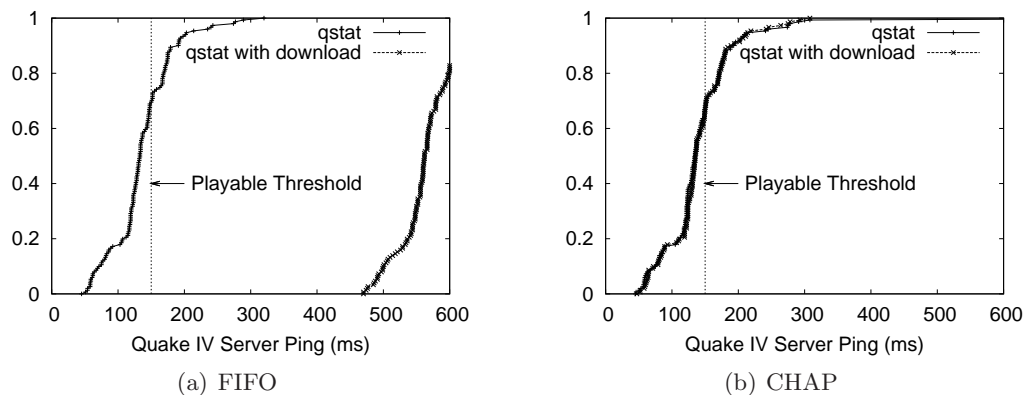 1
0.8
0.6
0.4
0.2
0
qstat
qstat with download
Playable Threshold
0 100 200 300 400 500 600
Quake IV Server Ping (ms)
(a) FIFO
1
0.8
0.6
0.4
0.2
0
qstat
qstat with download
Playable Threshold
0 100 200 300 400 500 600
Quake IV Server Ping (ms)
(b) CHAP